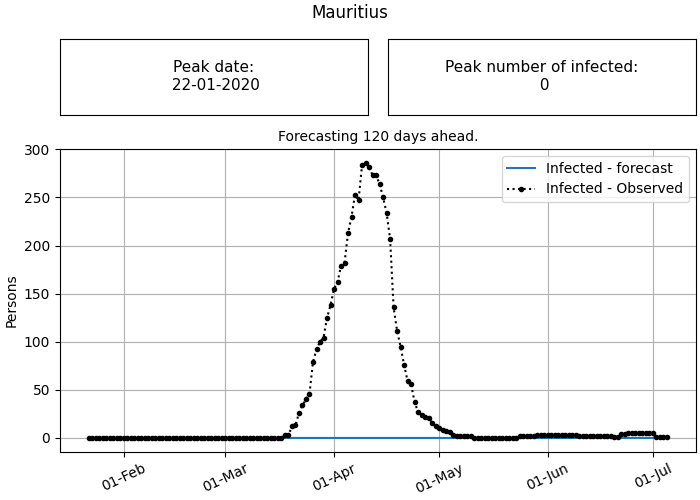 Mauritius
Peak date:
22-01-2020
Peak number of infected:
0
Forecasting 120 days ahead.
Infected - forecast
Infected - Observed
Persons
300
250
200
150
100
50
0
01-Feb
01-Mar
01-Apr
01-May
01-Jun
01-Jul